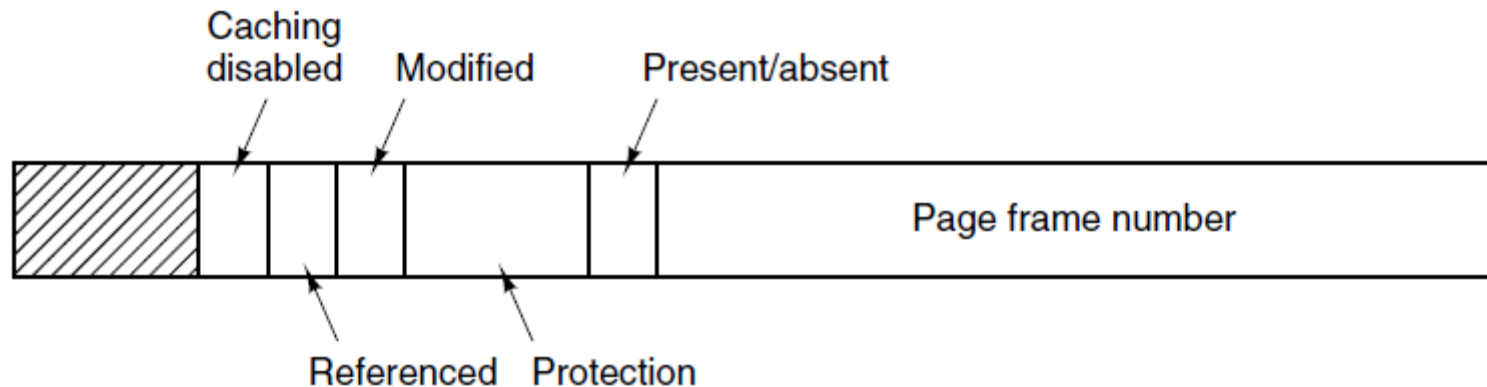 Caching
disabled
Modified
Present/absent
Page frame number
Referenced
Protection